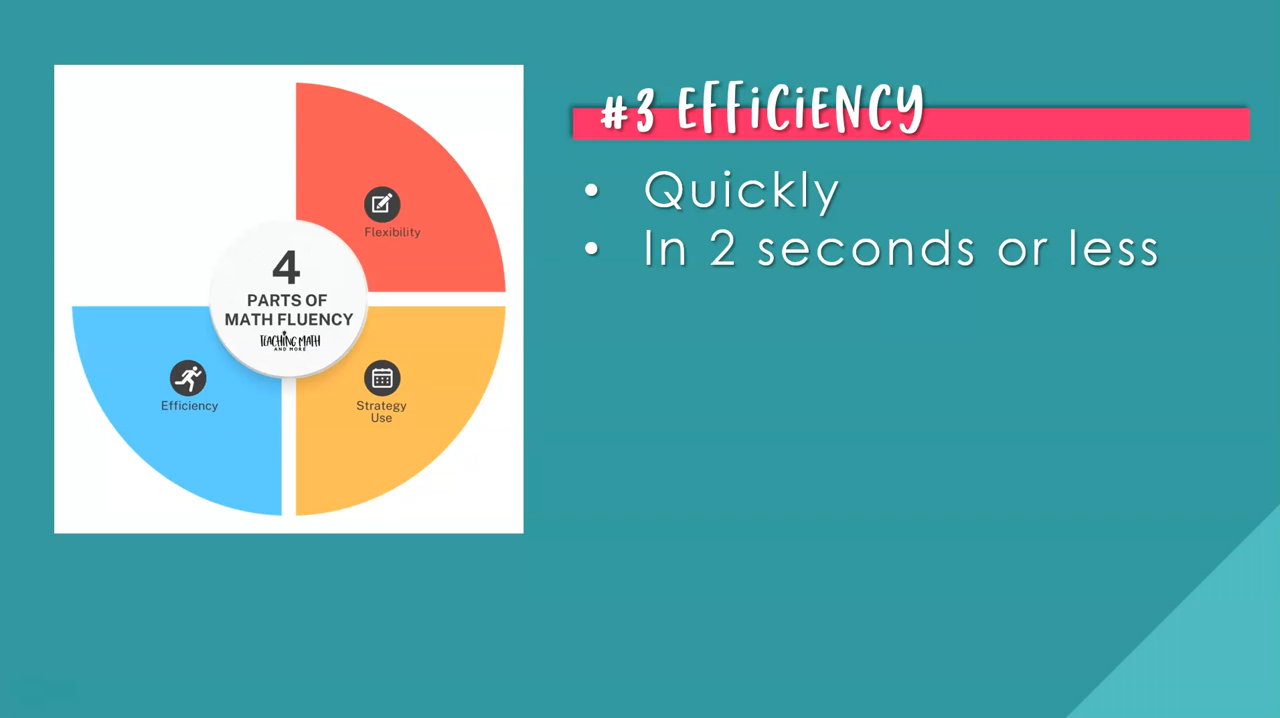 #3 EFFiCiENCY
• Quickly
• In 2 seconds or less
Flexibility
4
PARTS OF
MATH FLUENCY
TEACHING MATH
AND MORE
Efficiency
Strategy
Use